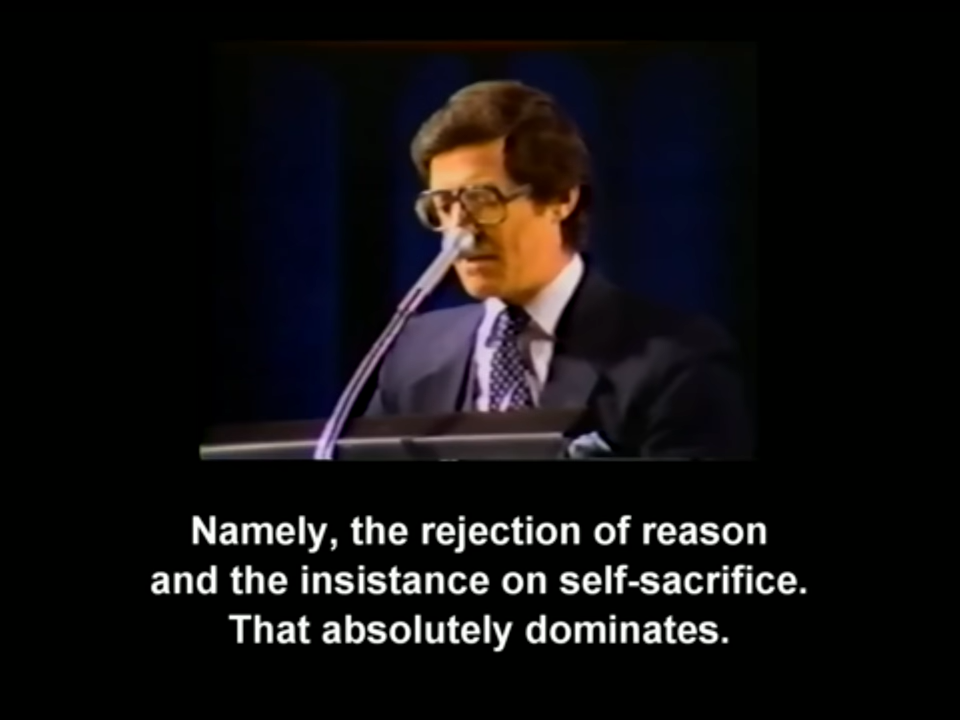 Namely, the rejection of reason
and the insistance on self-sacrifice.
That absolutely dominates.